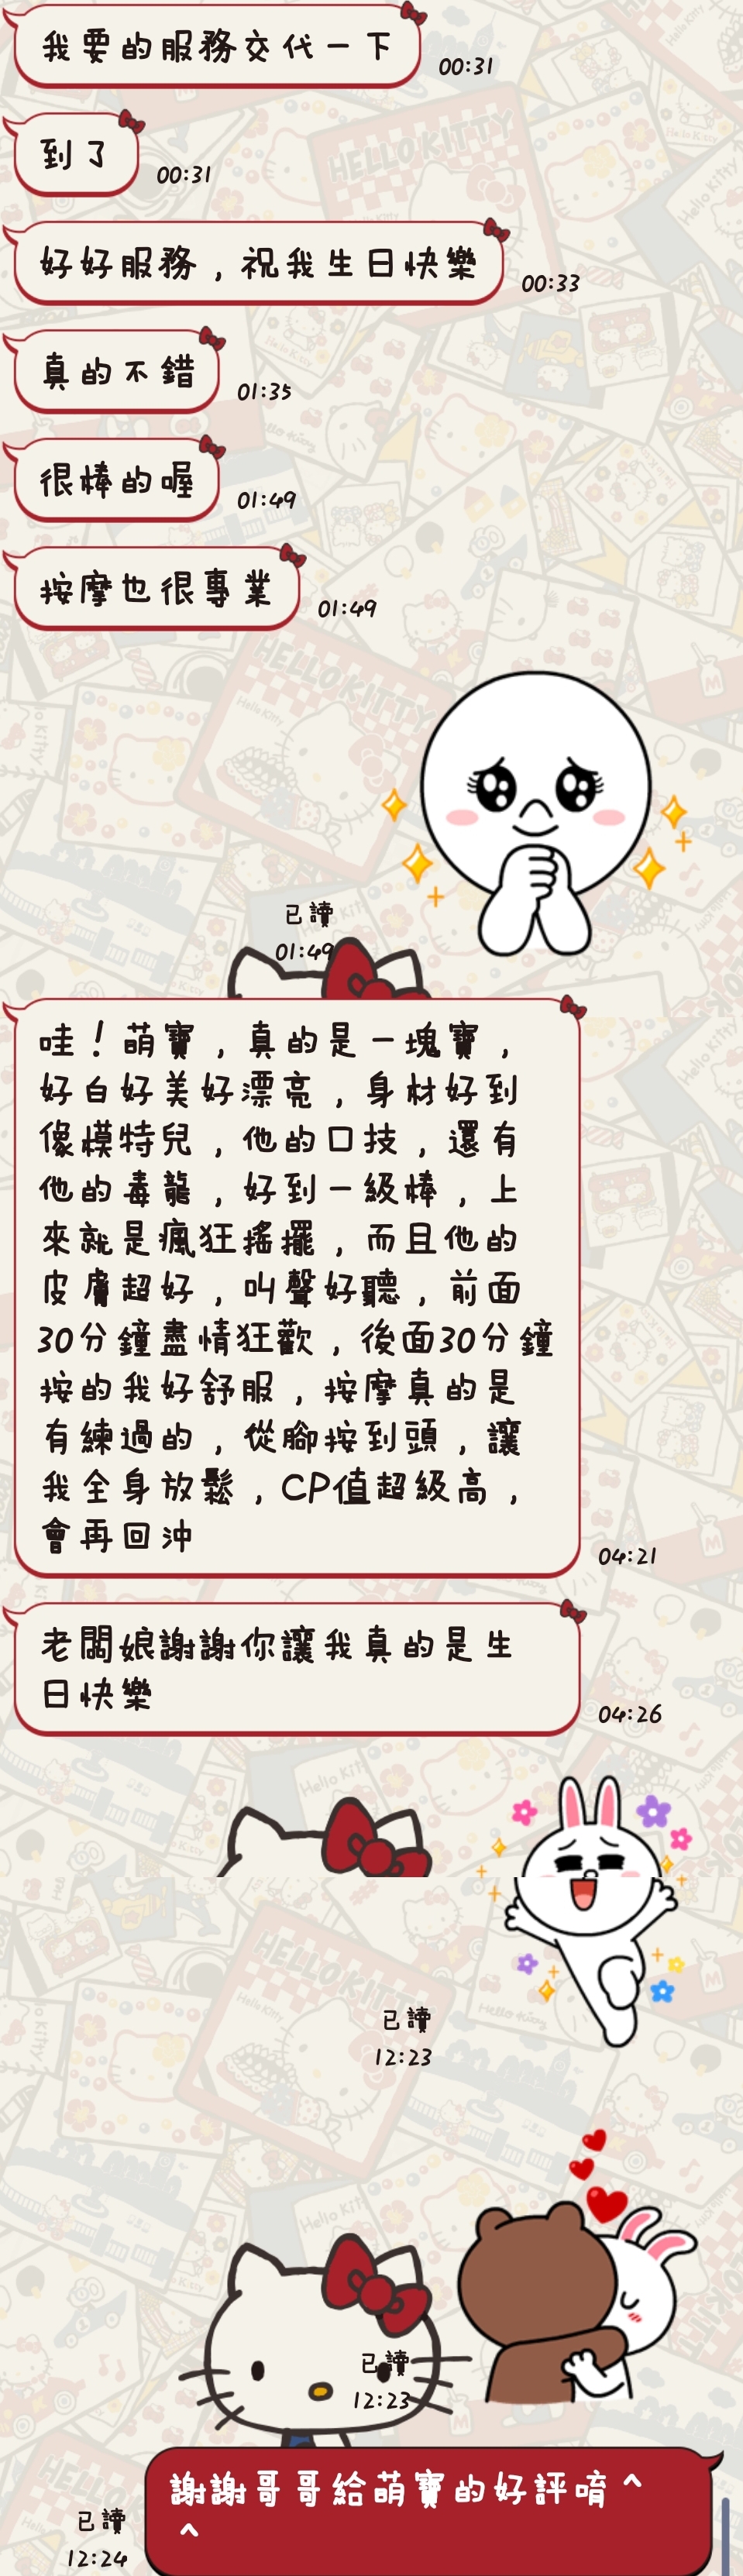 我要的服務交代一下
00:31
到了
00:31
好好服務，祝我生日快樂
00:33
真的不錯
01:35
很棒的喔
01:49
按摩也很專業
01:49
已讀
01:49
哇！萌寶，真的是一塊寶，
好白好美好漂亮，身材好到
像模特兒，他的口技，還有
他的毒龍，好到一級棒，上
來就是瘋狂搖擺，而且他的
皮膚超好，叫聲好聽，前面
30分鐘盡情狂歡，後面30分鐘
按的我好舒服，按摩真的是
有練過的，從腳按到頭，讓
我全身放鬆，CP值超級高，
會再回沖
04:21
老闆娘謝謝你讓我真的是生
日快樂
04:26
已讀
12:23
已讀
12:23
謝謝哥哥給萌寶的好評唷^
^
已讀
12:24